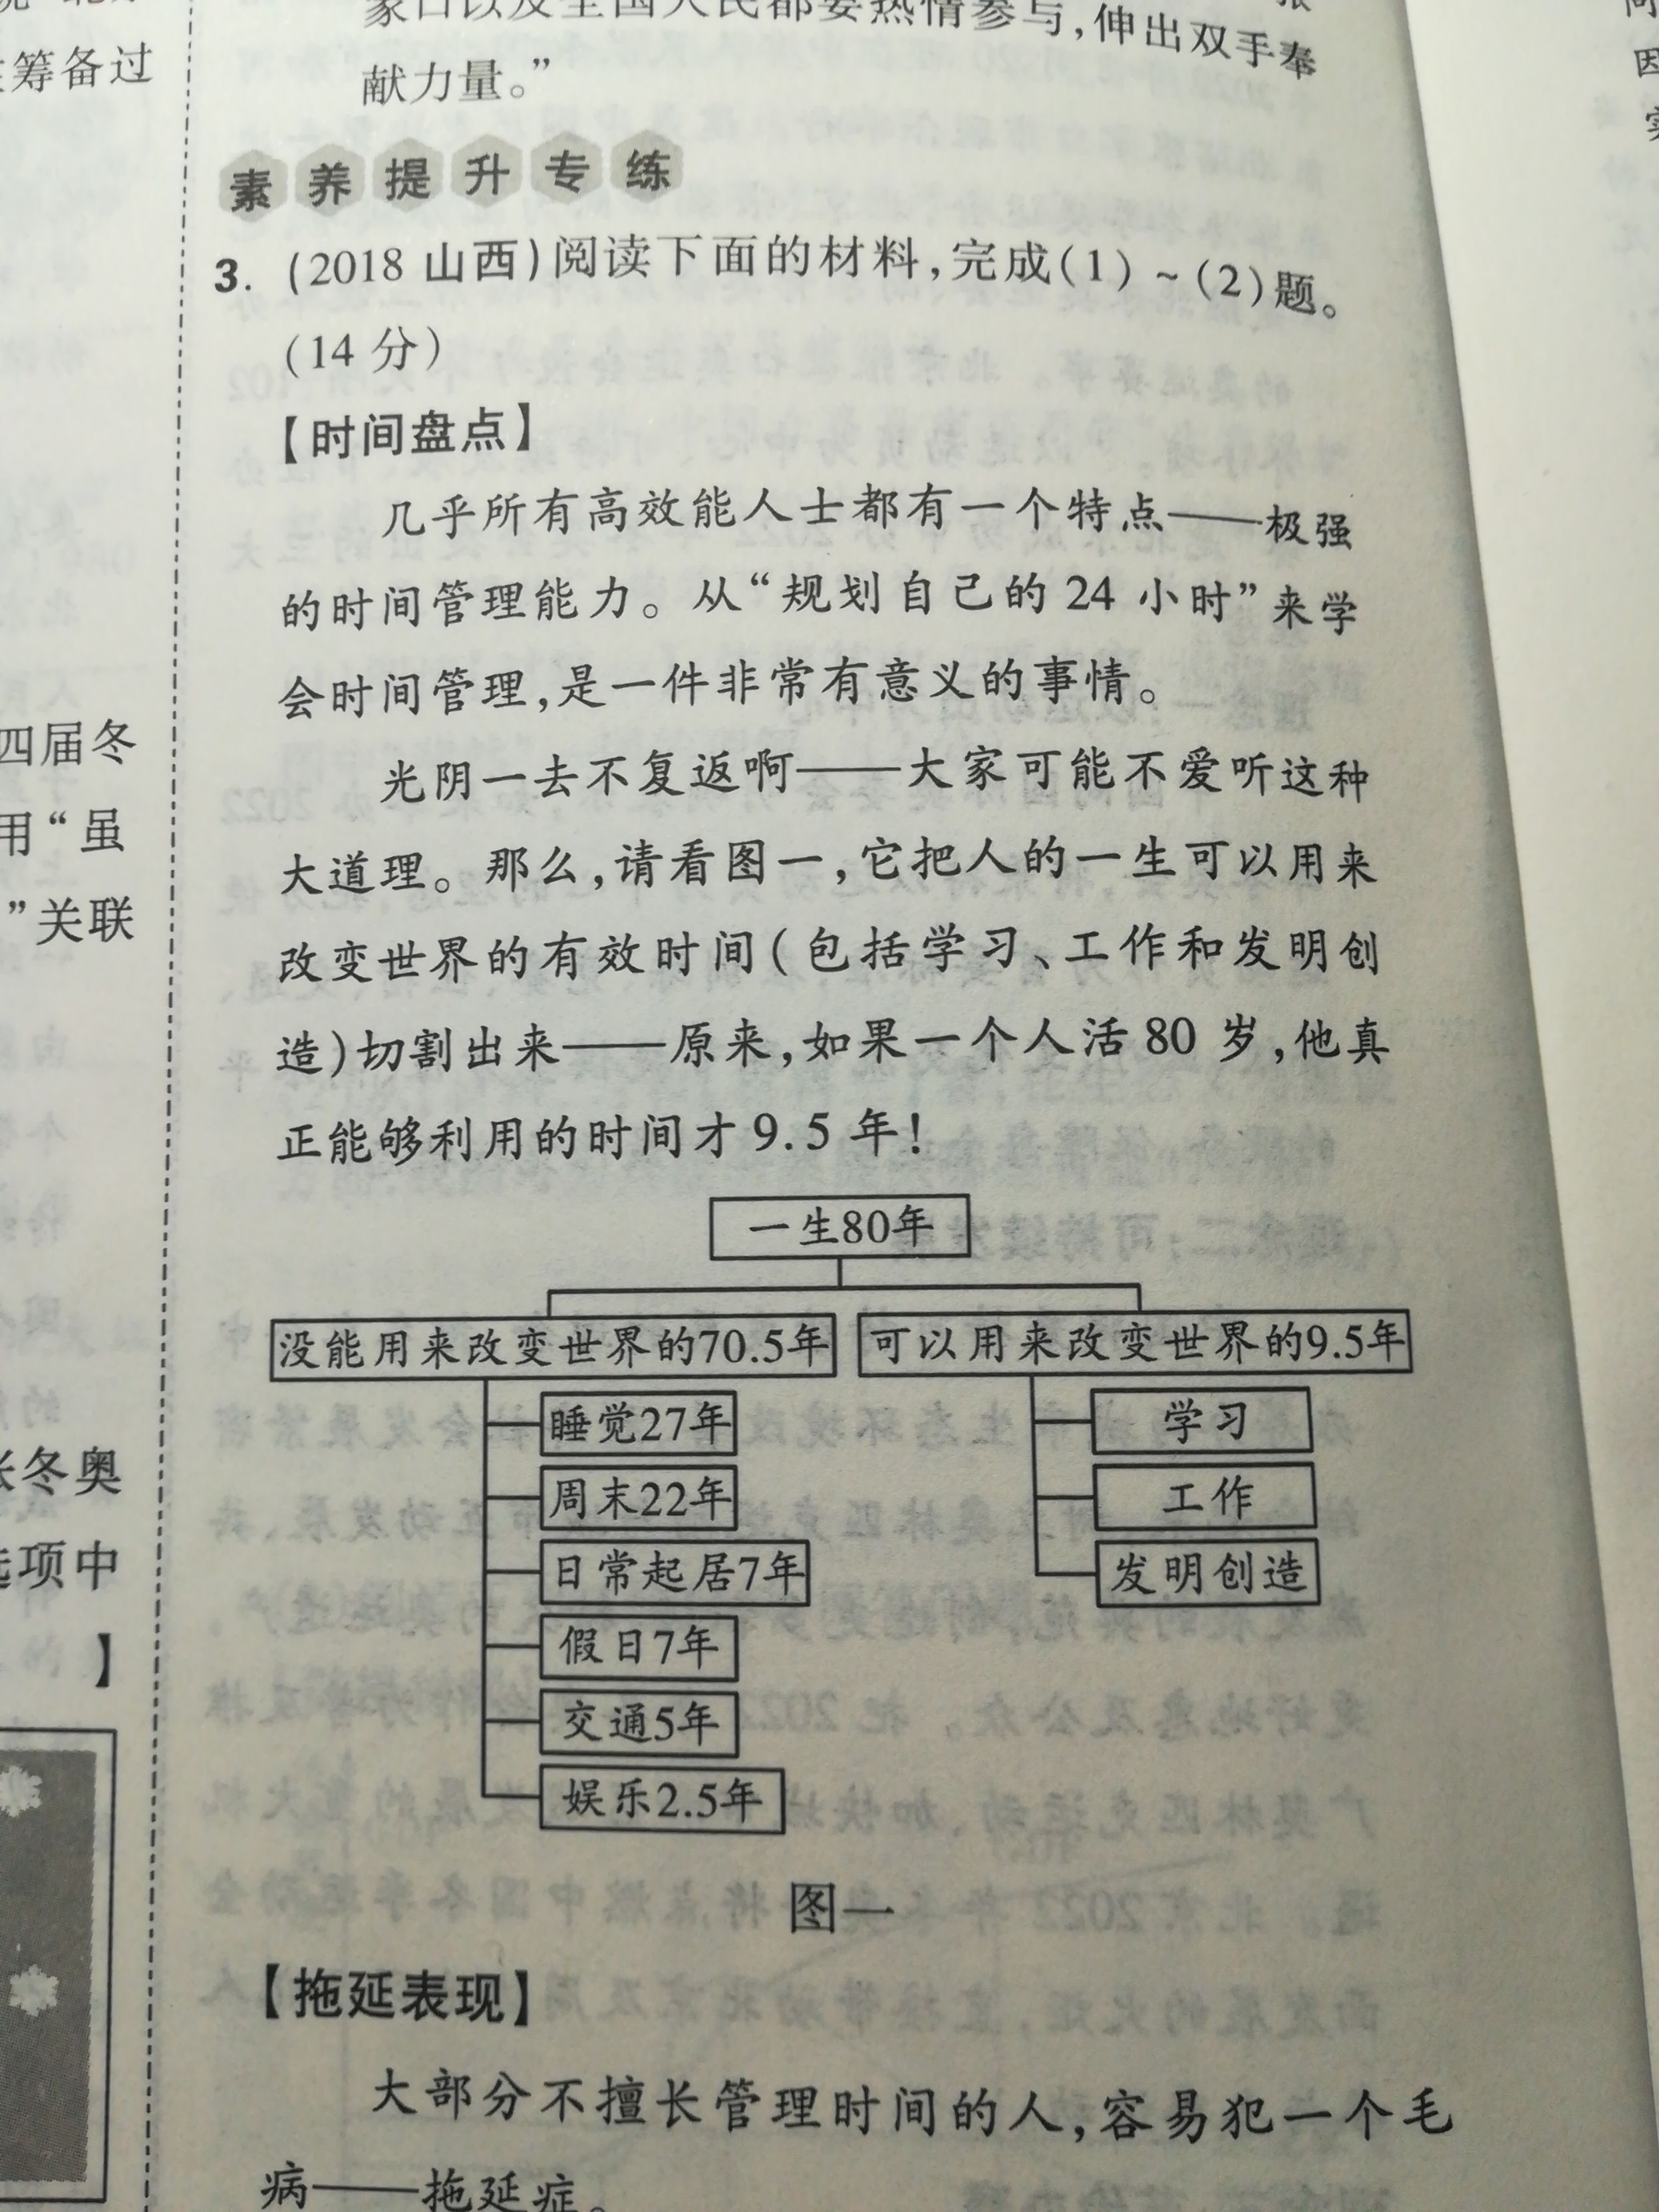 筹备过
四届冬
用“虽
”关联
冬奥
项中
】
家口以及全国人民都要热情参与,伸出双手奉
献力量。”
素养提升专练
3. (2018 山西)阅读下面的材料,完成(1)~(2)题。
(14 分)
【时间盘点】
几乎所有高效能人士都有一个特点——极强
的时间管理能力。从“规划自己的 24 小时”来学
会时间管理,是一件非常有意义的事情。
光阴一去不复返啊——大家可能不爱听这种
大道理。那么,请看图一,它把人的一生可以用来
改变世界的有效时间(包括学习、工作和发明创
造)切割出来——原来,如果一个人活 80 岁,他真
正能够利用的时间才 9.5 年!
一生80年
没能用来改变世界的70.5年
睡觉27年
周末22年
日常起居7年
假日7年
交通5年
娱乐2.5年
可以用来改变世界的9.5年
学习
工作
发明创造
图一
【拖延表现】
大部分不擅长管理时间的人,容易犯一个毛
病——拖延症。
因